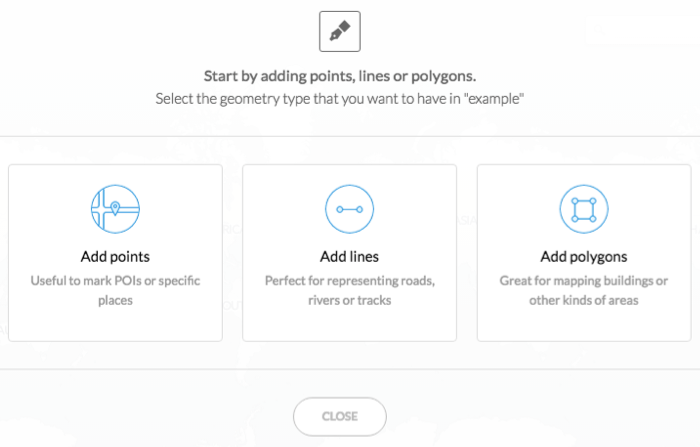 Start by adding points, lines or polygons.
Select the geometry type that you want to have in "example"
Add points
Useful to mark POIs or specific
places
Add lines
Perfect for representing roads,
rivers or tracks
Add polygons
Great for mapping buildings or
other kinds of areas
CLOSE